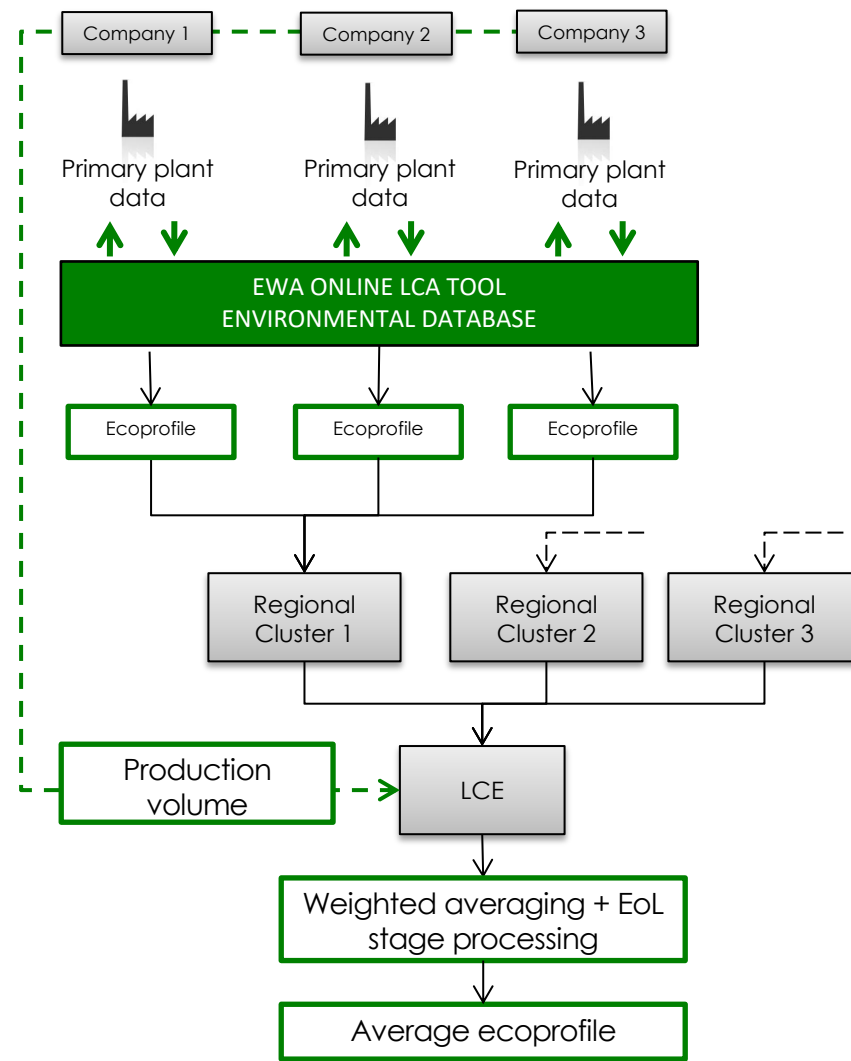 Company 1
Company 2
Company 3
Primary plant
data
Primary plant
data
Primary plant
data
EWA ONLINE LCA TOOL
ENVIRONMENTAL DATABASE
Ecoprofile
Ecoprofile
Ecoprofile
Regional
Cluster 1
Regional
Cluster 2
Regional
Cluster 3
Production
volume
LCE
Weighted averaging + EoL
stage processing
Average ecoprofile